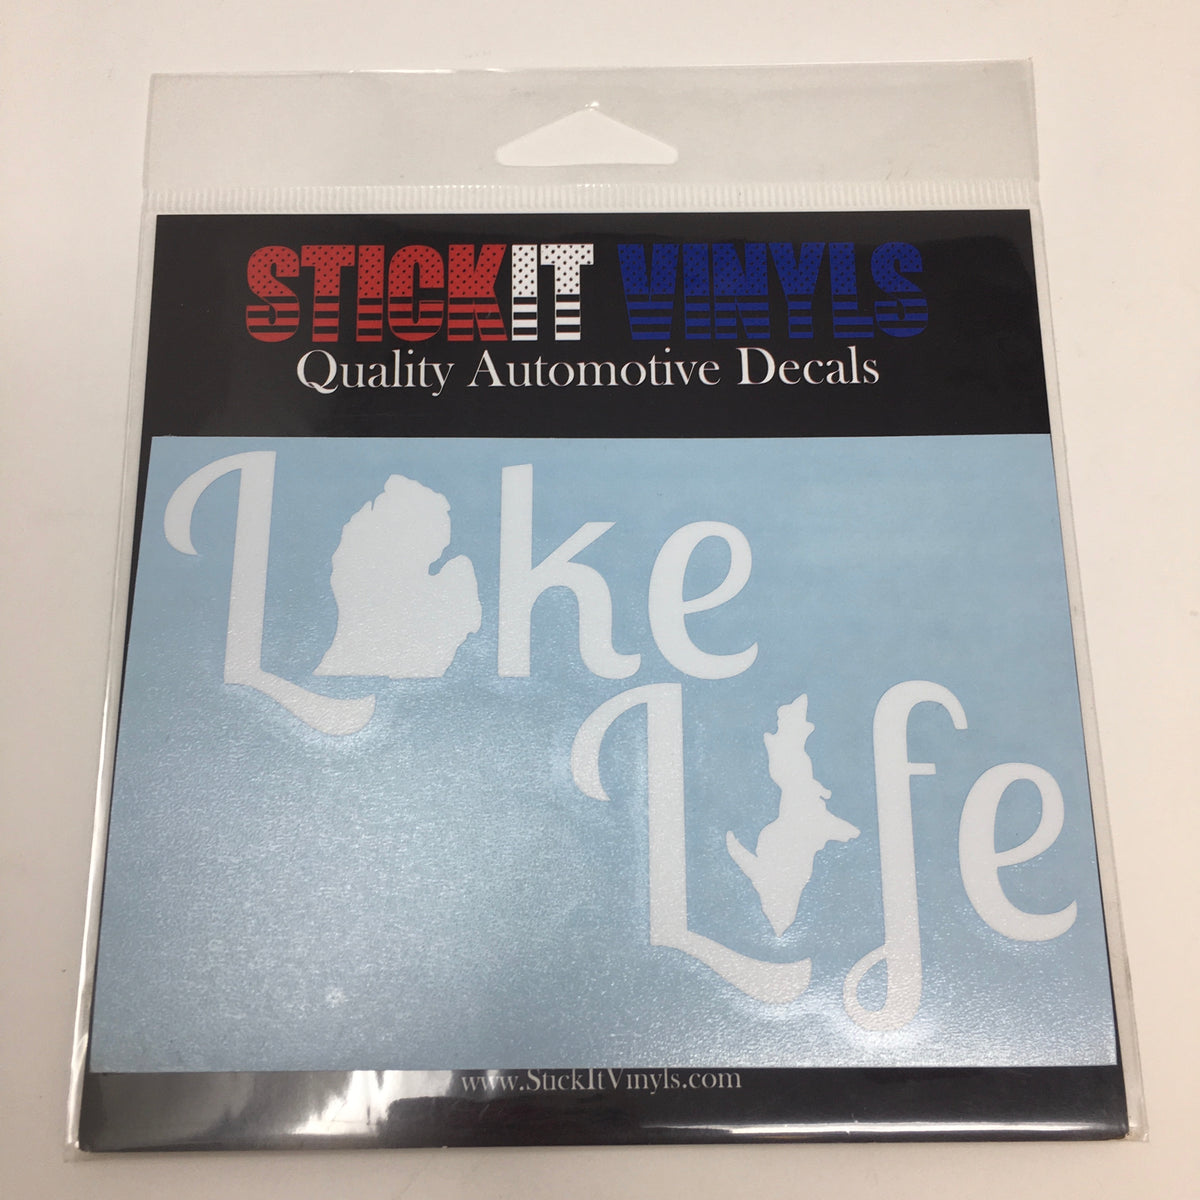 STICKIT VINYLS
Quality Automotive Decals
Lake
Life
www.StickItVinyls.com